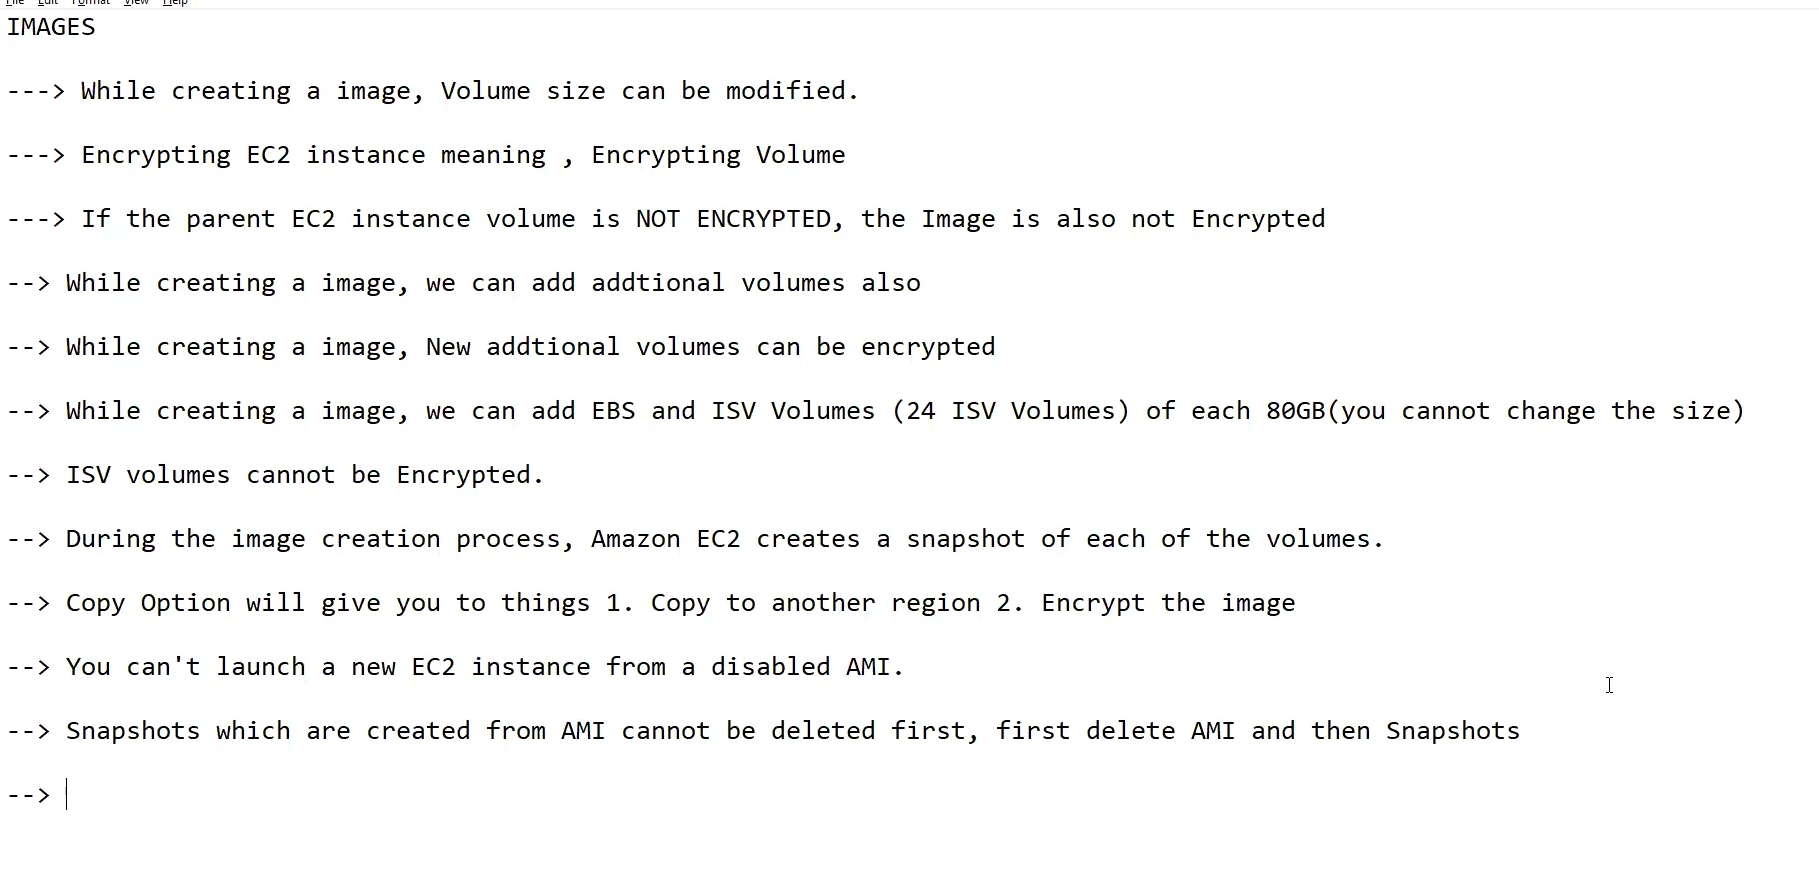 File Edit Format View Help
IMAGES
---> While creating a image, Volume size can be modified.
---> Encrypting EC2 instance meaning , Encrypting Volume
---> If the parent EC2 instance volume is NOT ENCRYPTED, the Image is also not Encrypted
--> While creating a image, we can add addtional volumes also
--> While creating a image, New addtional volumes can be encrypted
--> While creating a image, we can add EBS and ISV Volumes (24 ISV Volumes) of each 80GB(you cannot change the size)
--> ISV volumes cannot be Encrypted.
--> During the image creation process, Amazon EC2 creates a snapshot of each of the volumes.
--> Copy Option will give you to things 1. Copy to another region 2. Encrypt the image
--> You can't launch a new EC2 instance from a disabled AMI.
--> Snapshots which are created from AMI cannot be deleted first, first delete AMI and then Snapshots
-->